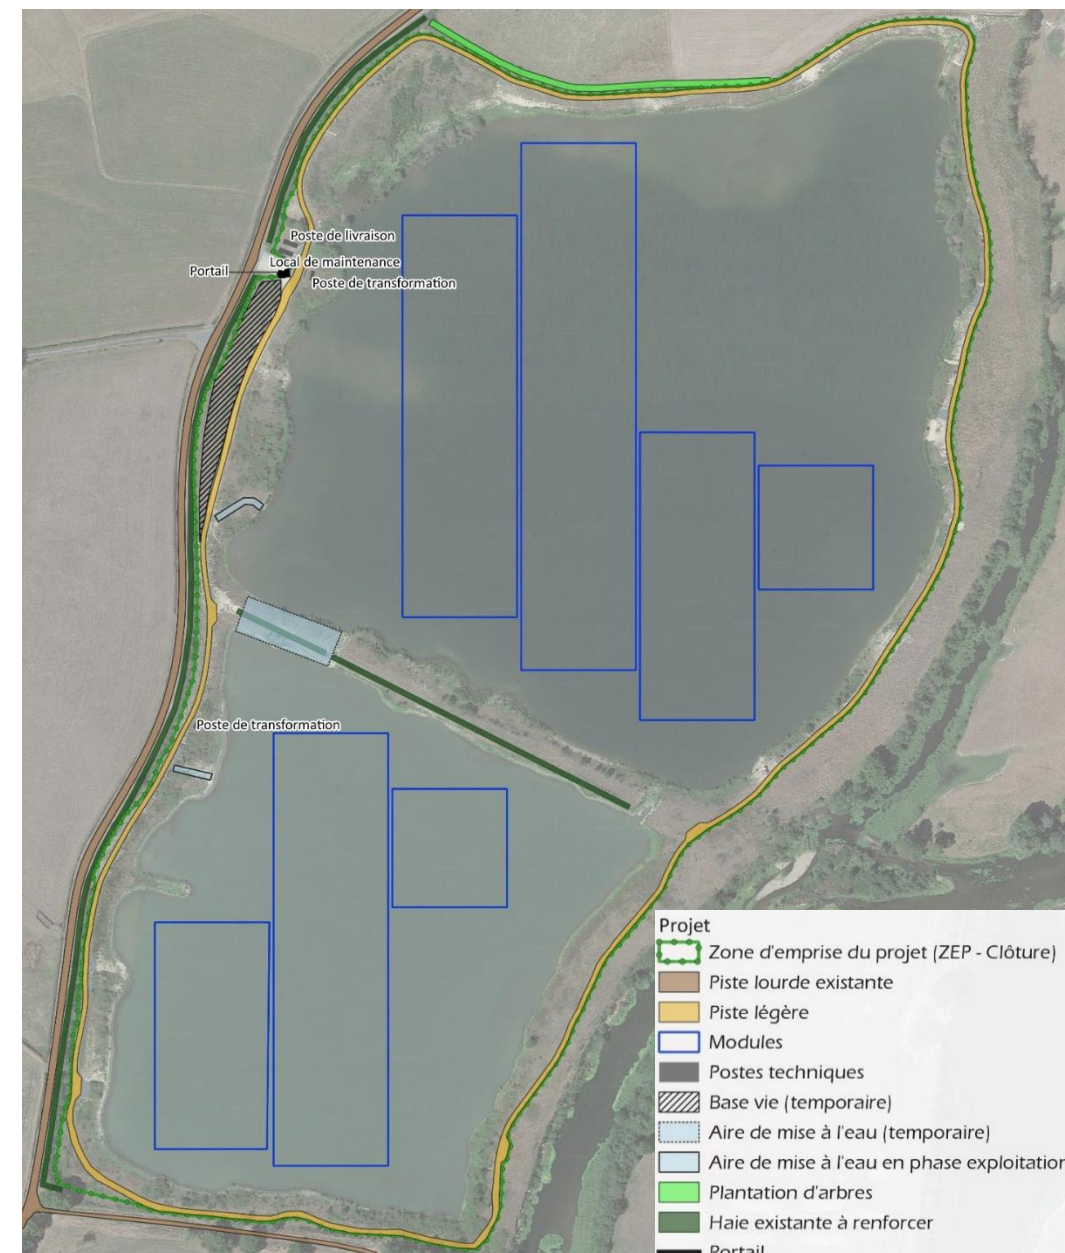 Poste de livraison
Local de maintenance
Portail
Poste de transformation
Poste de transformation
Projet
Zone d'emprise du projet (ZEP - Clôture)
Piste lourde existante
Piste légère
Modules
Postes techniques
Base vie (temporaire)
Aire de mise à l'eau (temporaire)
Aire de mise à l'eau en phase exploitation
Plantation d'arbres
Haie existante à renforcer
Portail